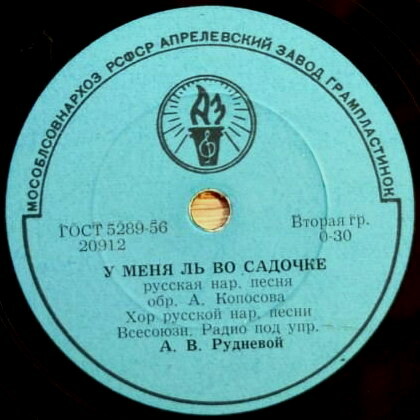 МОСОБЛСОВНАРХОЗ РСФСР АПРЕЛЕВСКИЙ ЗАВОД ГРАМПЛАСТИНОК
АЗ
ГОСТ 5289-56
20912
Вторая гр.
0-30
У МЕНЯ ЛЬ ВО САДОЧКЕ
русская нар. песня
обр. А. Копосова
Хор русской нар. песни
Всесоюзн. Радио под упр.
А. В. Рудневой